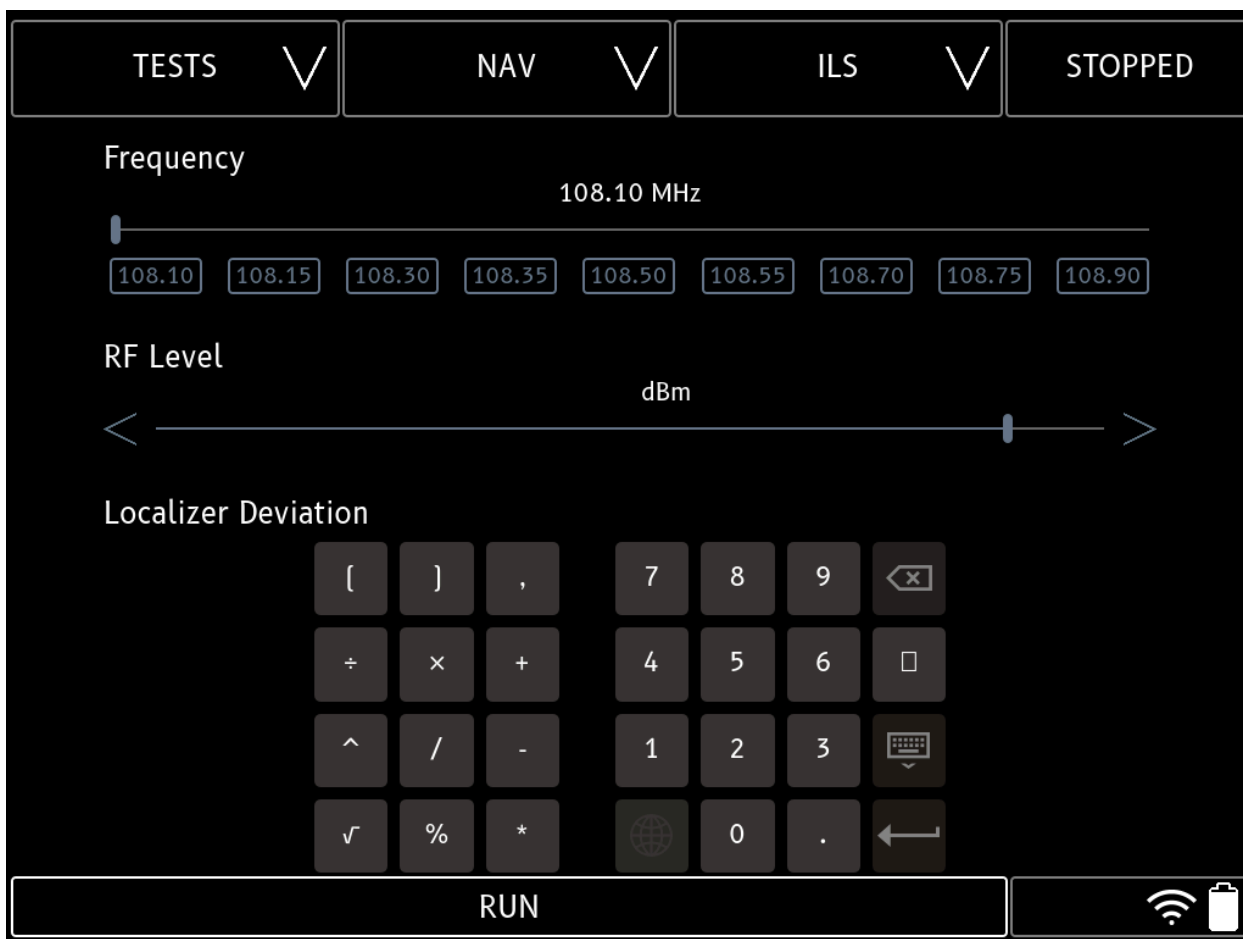 TESTS NAV ILS STOPPED
Frequency
108.10 MHz
108.10 108.15 108.30 108.35 108.50 108.55 108.70 108.75 108.90
RF Level
dBm
< >
Localizer Deviation
( ) , 7 8 9
÷ × + 4 5 6
^ / - 1 2 3
√ % * 0 .
RUN